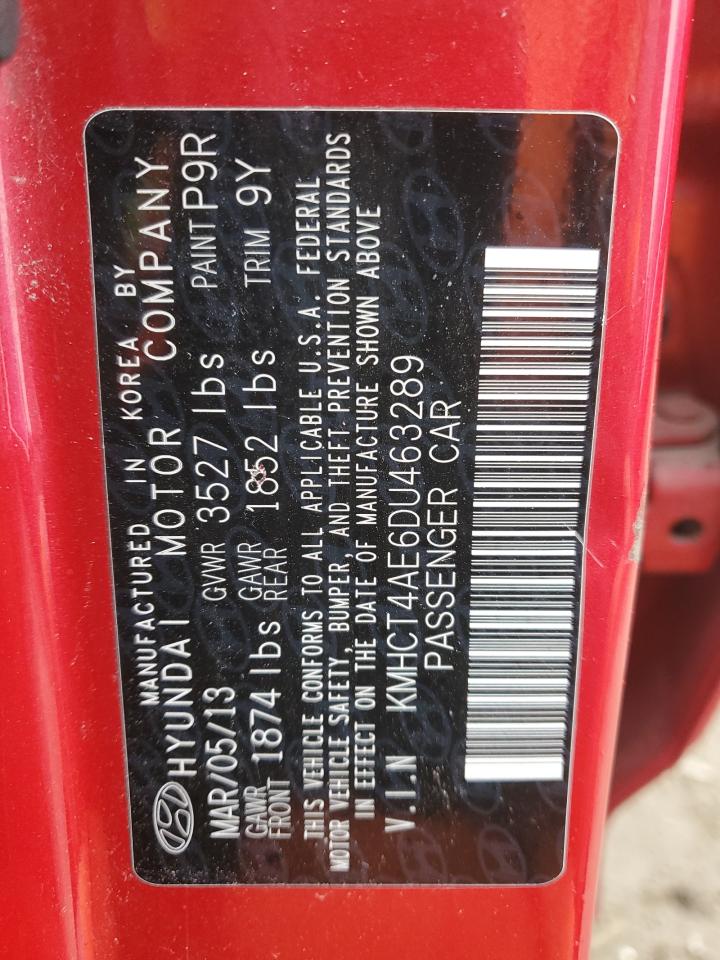 MANUFACTURED IN KOREA BY
HYUNDAI MOTOR COMPANY
MAR/05/13 GVWR 3527 lbs PAINT P9R
GAWR FRONT 1874 lbs GAWR REAR 1852 lbs TRIM 9Y
THIS VEHICLE CONFORMS TO ALL APPLICABLE U.S.A. FEDERAL
MOTOR VEHICLE SAFETY, BUMPER, AND THEFT PREVENTION STANDARDS
IN EFFECT ON THE DATE OF MANUFACTURE SHOWN ABOVE
V.I.N KMHCT4AE6DU463289
PASSENGER CAR